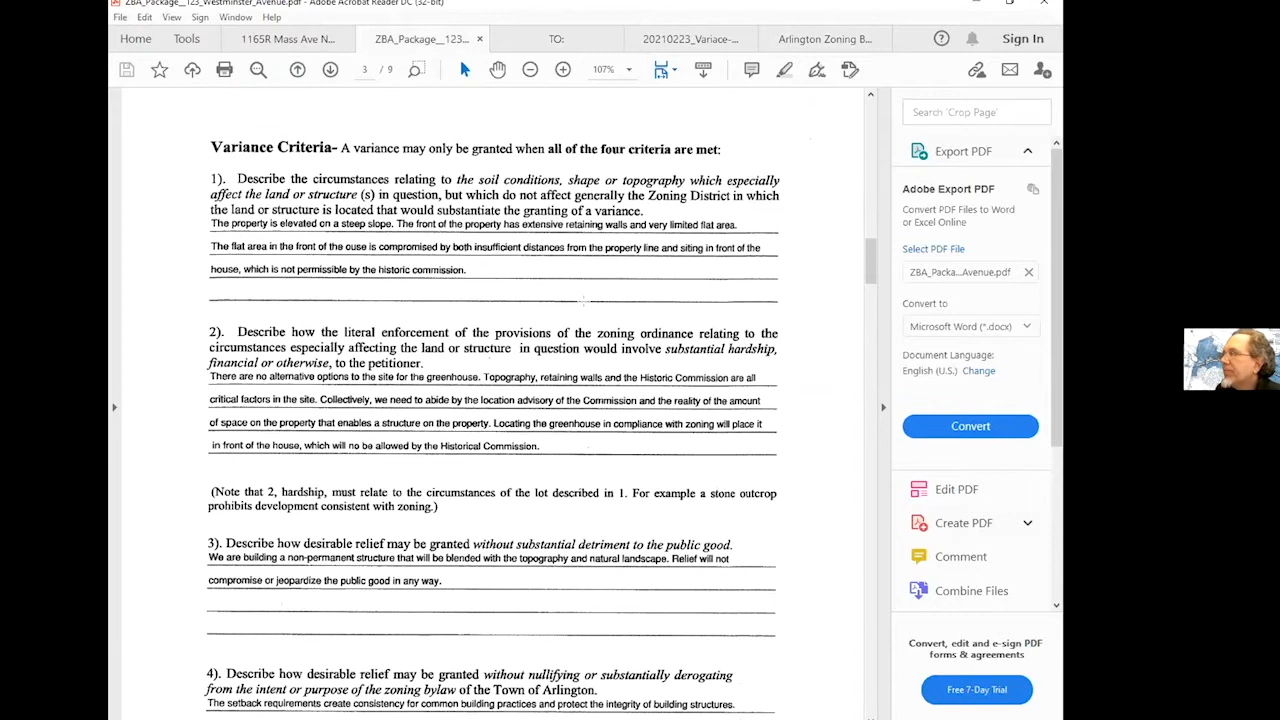 ZBA_Package__123_Westminster_Avenue.pdf - Adobe Acrobat Reader DC (32-bit)
File Edit View Sign Window Help
Home Tools 1165R Mass Ave N... ZBA_Package__123... × TO: 20210223_Variace-... Arlington Zoning B... Sign In
3 / 9 107%
Variance Criteria- A variance may only be granted when all of the four criteria are met:
1). Describe the circumstances relating to the soil conditions, shape or topography which especially
affect the land or structure (s) in question, but which do not affect generally the Zoning District in which
the land or structure is located that would substantiate the granting of a variance.
The property is elevated on a steep slope. The front of the property has extensive retaining walls and very limited flat area.
The flat area in the front of the ouse is compromised by both insufficient distances from the property line and siting in front of the
house, which is not permissible by the historic commission.
2). Describe how the literal enforcement of the provisions of the zoning ordinance relating to the
circumstances especially affecting the land or structure in question would involve substantial hardship,
financial or otherwise, to the petitioner.
There are no alternative options to the site for the greenhouse. Topography, retaining walls and the Historic Commission are all
critical factors in the site. Collectively, we need to abide by the location advisory of the Commission and the reality of the amount
of space on the property that enables a structure on the property. Locating the greenhouse in compliance with zoning will place it
in front of the house, which will no be allowed by the Historical Commission.
(Note that 2, hardship, must relate to the circumstances of the lot described in 1. For example a stone outcrop
prohibits development consistent with zoning.)
3). Describe how desirable relief may be granted without substantial detriment to the public good.
We are building a non-permanent structure that will be blended with the topography and natural landscape. Relief will not
compromise or jeopardize the public good in any way.
4). Describe how desirable relief may be granted without nullifying or substantially derogating
from the intent or purpose of the zoning bylaw of the Town of Arlington.
The setback requirements create consistency for common building practices and protect the integrity of building structures.
Search 'Crop Page'
Export PDF
Adobe Export PDF
Convert PDF Files to Word
or Excel Online
Select PDF File
ZBA_Packa...Avenue.pdf
Convert to
Microsoft Word (*.docx)
Document Language:
English (U.S.) Change
Convert
Edit PDF
Create PDF
Comment
Combine Files
Convert, edit and e-sign PDF
forms & agreements
Free 7-Day Trial